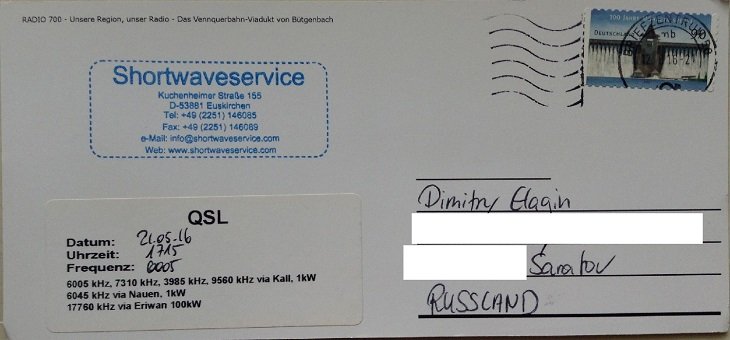 RADIO 700 - Unsere Region, unser Radio - Das Vennquerbahn-Viadukt von Bütgenbach
Shortwaveservice
Kuchenheimer Straße 155
D-53881 Euskirchen
Tel: +49 (2251) 146085
Fax: +49 (2251) 146089
e-Mail: info@shortwaveservice.com
Web: www.shortwaveservice.com
100 Jahre
DEUTSCHLAND
QSL
Datum: 21.05.16
Uhrzeit: 1715
Frequenz: 6005
6005 kHz, 7310 kHz, 3985 kHz, 9560 kHz via Kall, 1kW
6045 kHz via Nauen, 1kW
17760 kHz via Eriwan 100kW
Dimitry Elagin
Saratov
RUSSLAND